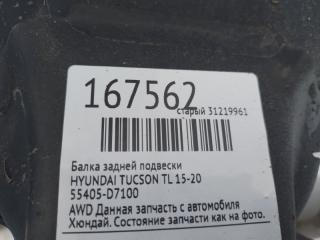 167562
старый 31219961
Балка задней подвески
HYUNDAI TUCSON TL 15-20
55405-D7100
AWD Данная запчасть с автомобиля
Хюндай. Состояние запчасти как на фото.